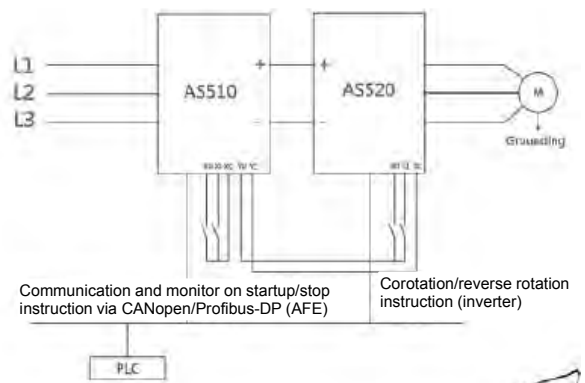 L1
L2
L3
AS510
AS520
+
+
−
−
M
Grounding
Communication and monitor on startup/stop
instruction via CANopen/Profibus-DP (AFE)
Corotation/reverse rotation
instruction (inverter)
PLC